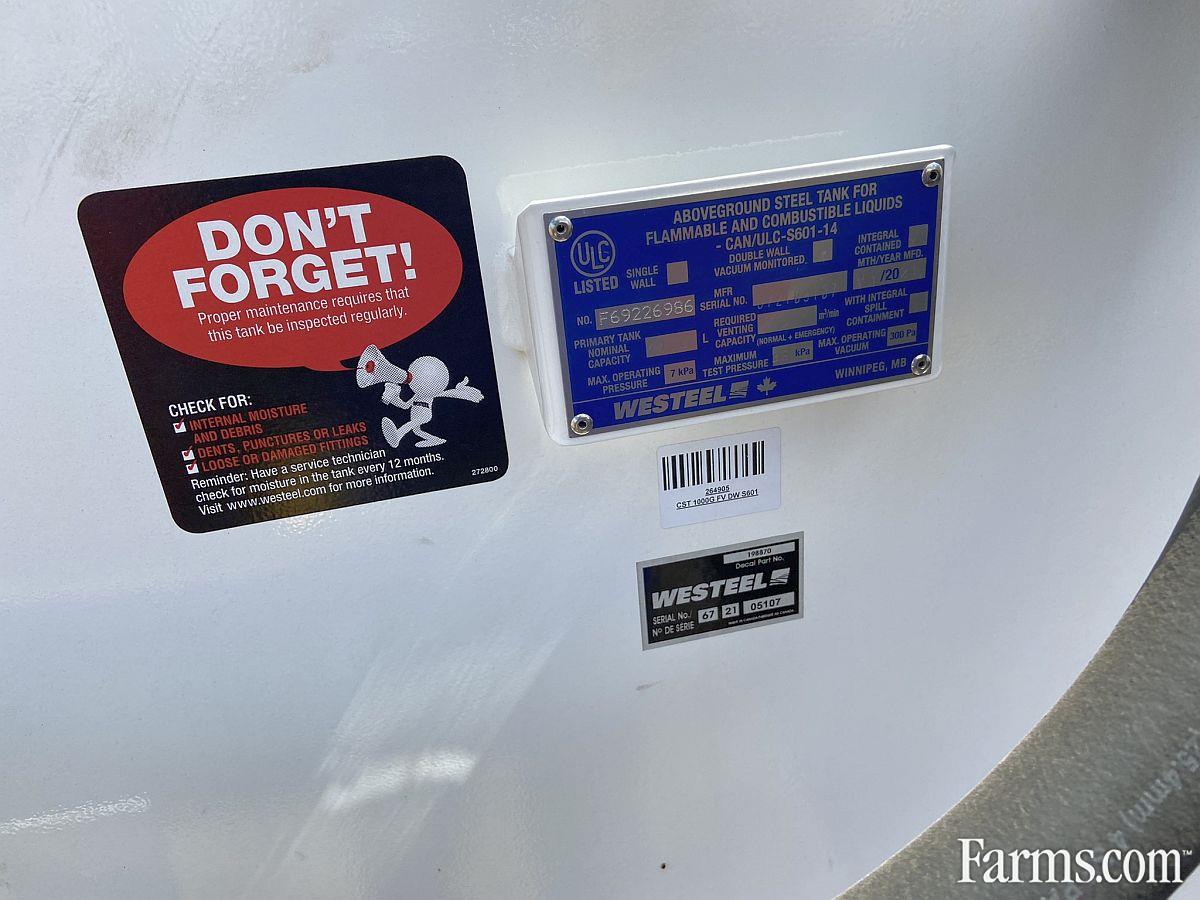 DON'T
FORGET!
Proper maintenance requires that
this tank be inspected regularly.
CHECK FOR:
INTERNAL MOISTURE
AND DEBRIS
DENTS, PUNCTURES OR LEAKS
LOOSE OR DAMAGED FITTINGS
Reminder: Have a service technician
check for moisture in the tank every 12 months.
Visit www.westeel.com for more information.
272800
ABOVEGROUND STEEL TANK FOR
FLAMMABLE AND COMBUSTIBLE LIQUIDS
- CAN/ULC-S601-14
ULC
LISTED
SINGLE
WALL
DOUBLE WALL
VACUUM MONITORED
INTEGRAL
CONTAINED
NO. F69226986
MFR
SERIAL NO.
MTH/YEAR MFD.
/20
PRIMARY TANK
NOMINAL
CAPACITY
L
REQUIRED
VENTING
CAPACITY
m³/min
(NORMAL + EMERGENCY)
WITH INTEGRAL
SPILL
CONTAINMENT
MAX. OPERATING
PRESSURE
7 kPa
MAXIMUM
TEST PRESSURE
kPa
MAX. OPERATING
VACUUM
300 Pa
WESTEEL
WINNIPEG, MB
264905
CST 1000G FV DW S601
198870
Decal Part No.
WESTEEL
SERIAL No./
Nº DE SÉRIE
67 21 05107
Farms.com™